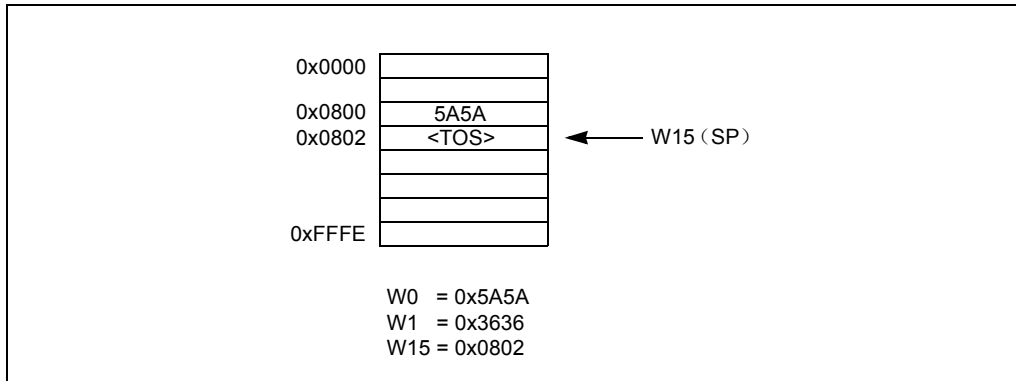 0x0000
0x0800 5A5A
0x0802 <TOS> W15（SP）
0xFFFE
W0 = 0x5A5A
W1 = 0x3636
W15 = 0x0802